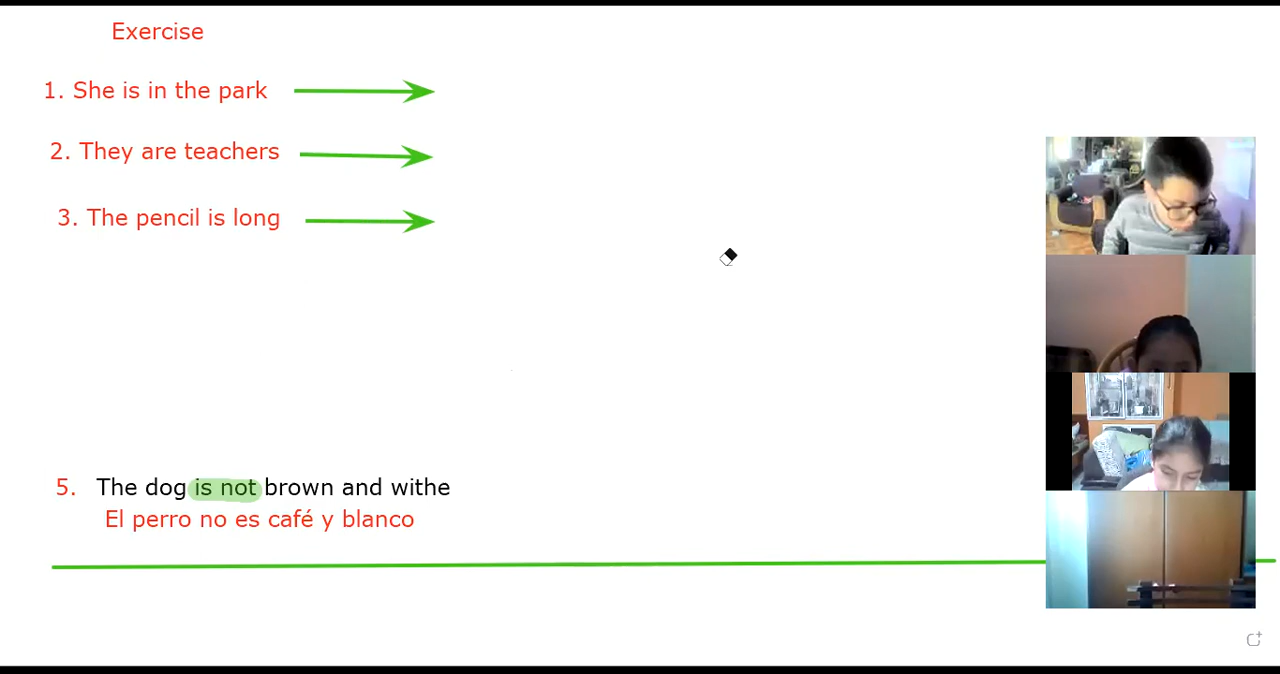 Exercise
1. She is in the park
2. They are teachers
3. The pencil is long
5. The dog is not brown and withe
El perro no es café y blanco